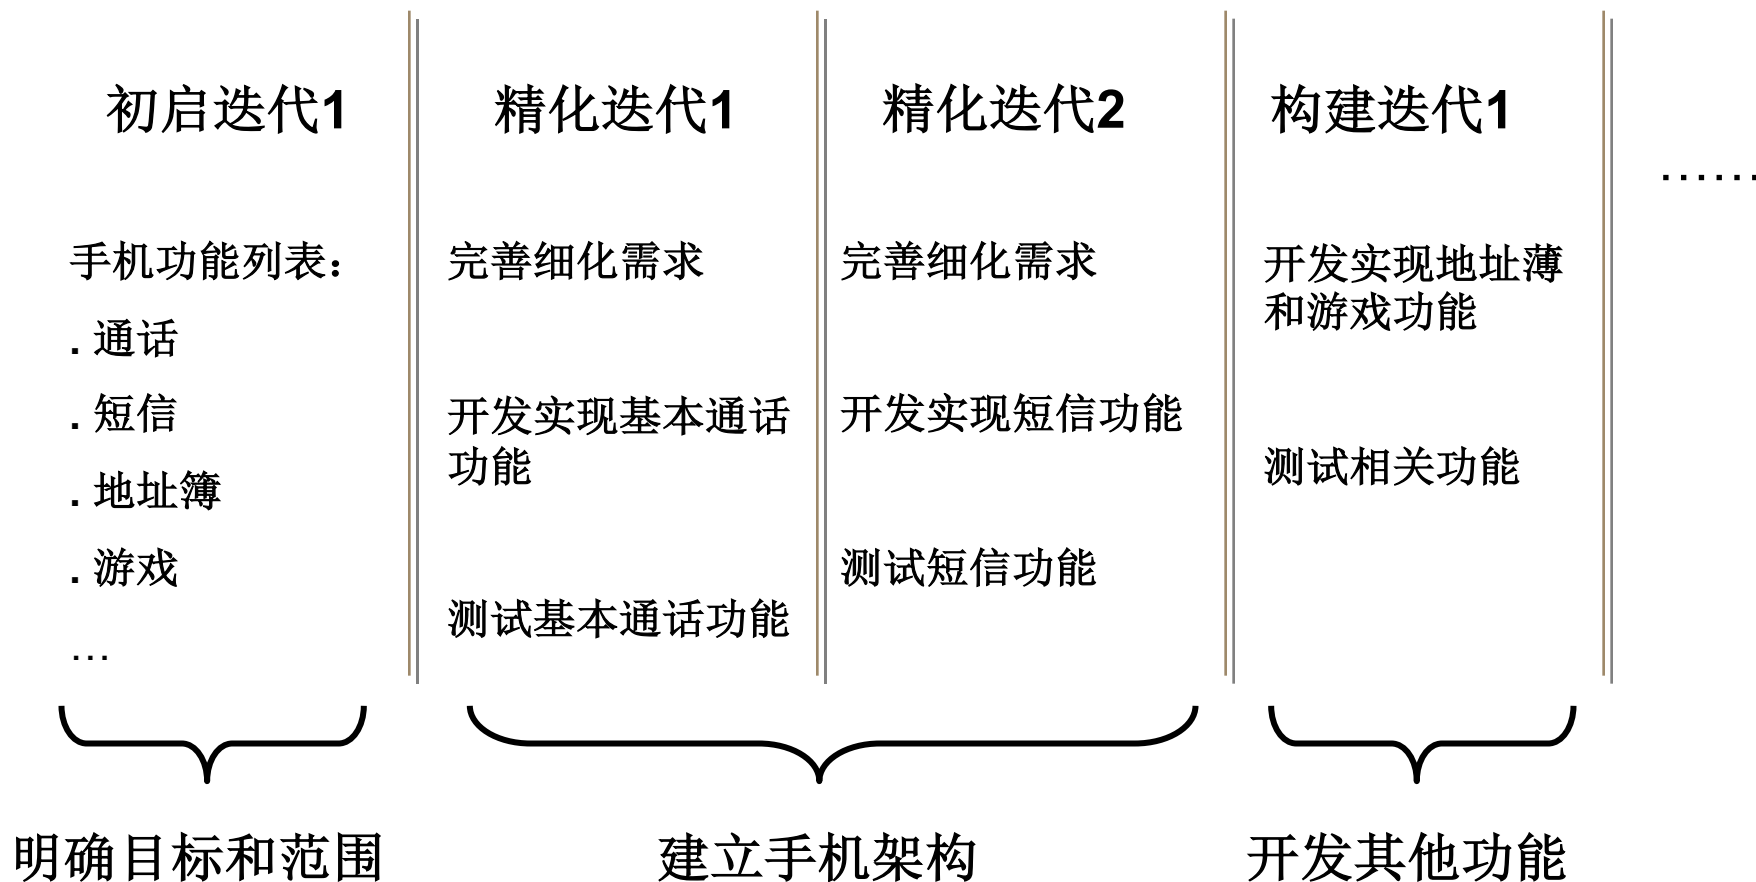 初启迭代1
手机功能列表：
. 通话
. 短信
. 地址簿
. 游戏
…
明确目标和范围
精化迭代1
完善细化需求
开发实现基本通话
功能
测试基本通话功能
精化迭代2
完善细化需求
开发实现短信功能
测试短信功能
建立手机架构
构建迭代1
开发实现地址薄
和游戏功能
测试相关功能
开发其他功能
……